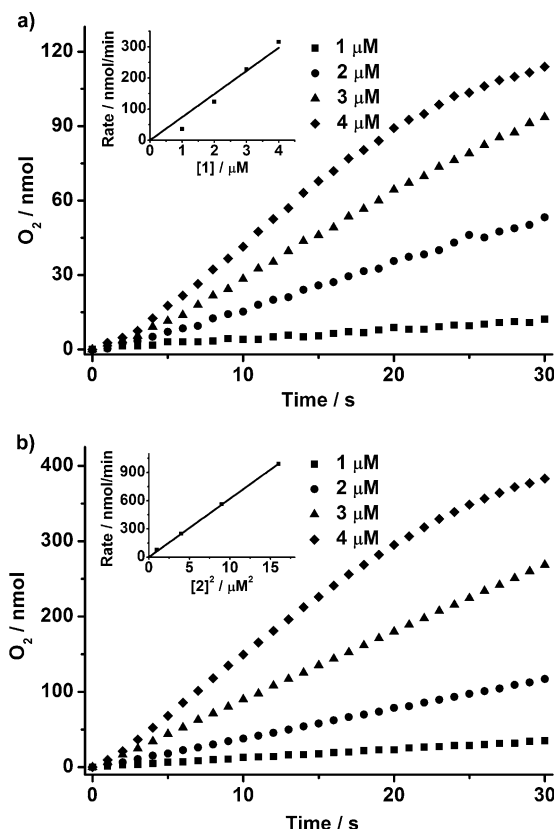 a)
120
90
60
30
0
O2 / nmol
300
200
100
0
Rate / nmol/min
0 1 2 3 4
[1] / μM
1 μM
2 μM
3 μM
4 μM
0 10 20 30
Time / s
b)
400
300
200
100
0
O2 / nmol
900
600
300
0
Rate / nmol/min
0 5 10 15
[2]2 / μM2
1 μM
2 μM
3 μM
4 μM
0 10 20 30
Time / s